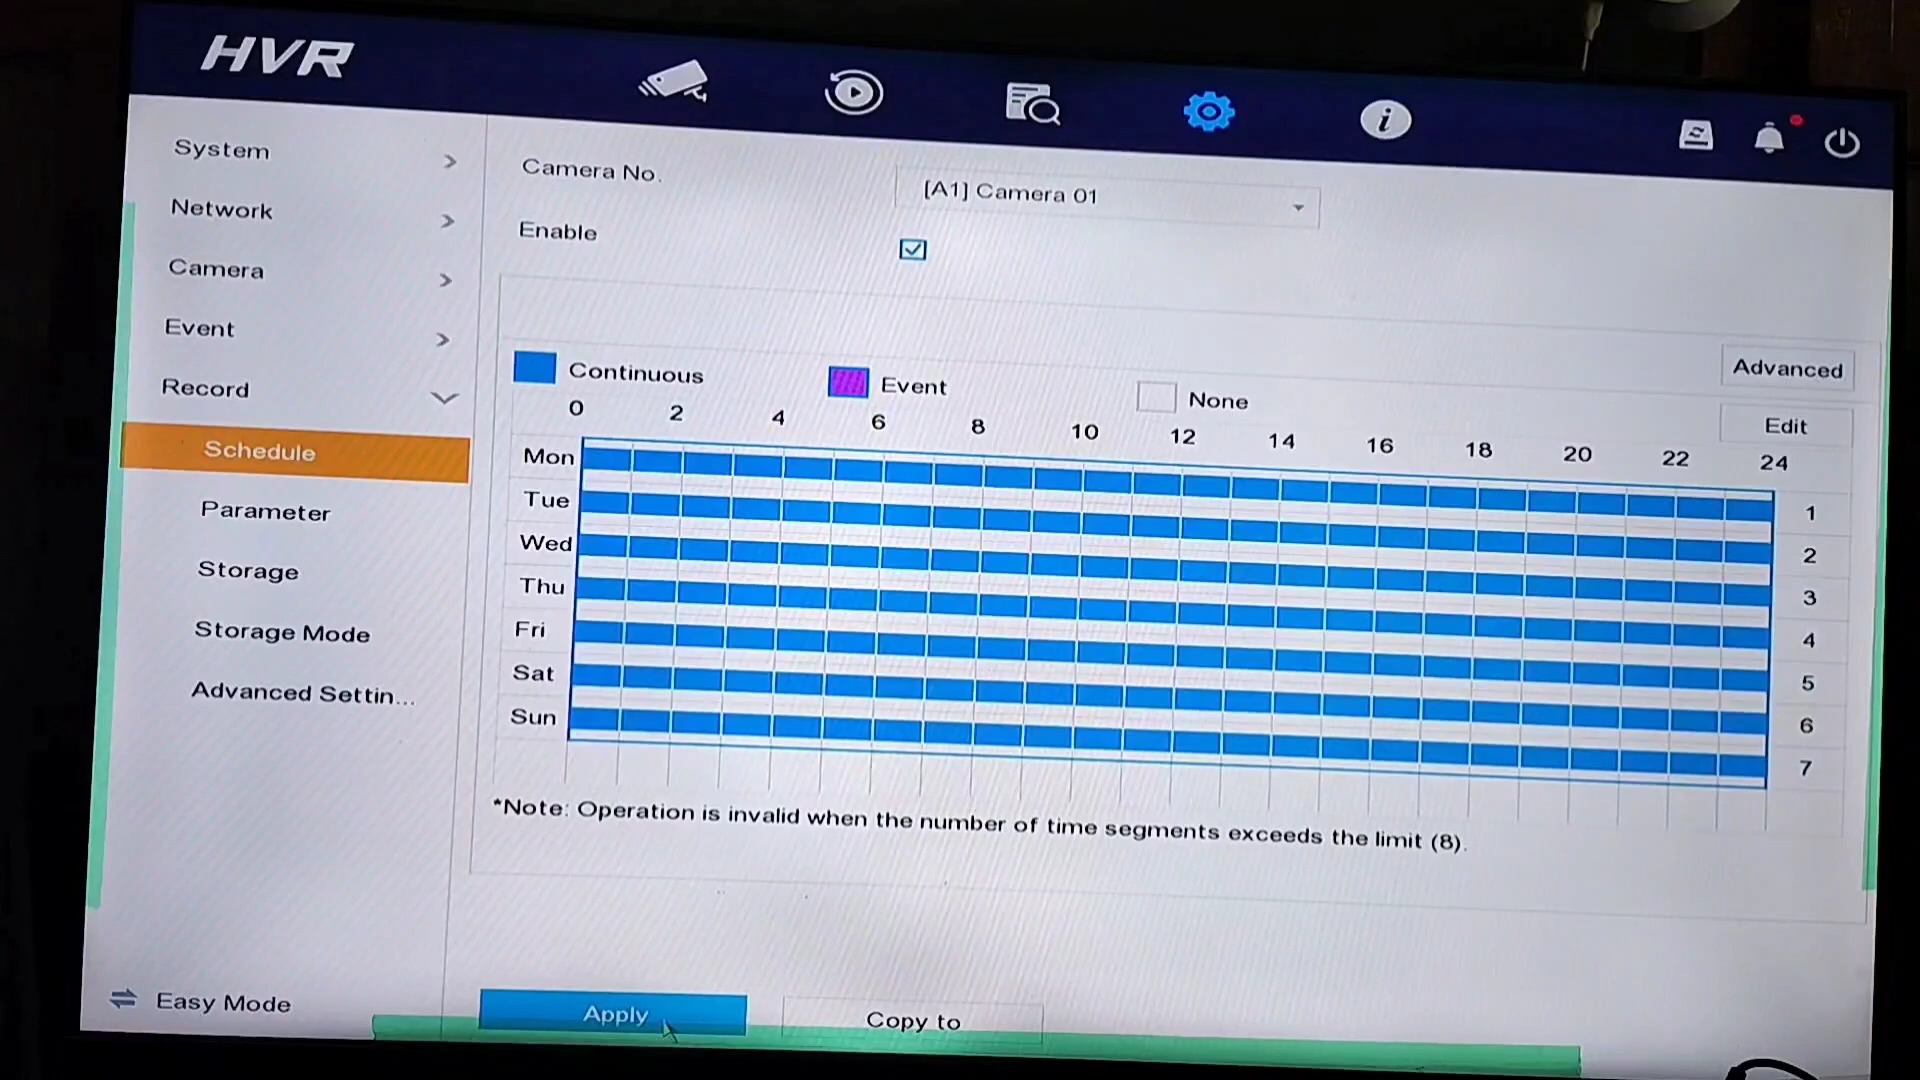 HVR
System
Network
Camera
Event
Record
Schedule
Parameter
Storage
Storage Mode
Advanced Settin...
Easy Mode
Camera No.
[A1] Camera 01
Enable
Advanced
Continuous
Event
None
Edit
0 2 4 6 8 10 12 14 16 18 20 22 24
Mon 1
Tue 2
Wed 3
Thu 4
Fri 5
Sat 6
Sun 7
*Note: Operation is invalid when the number of time segments exceeds the limit (8).
Apply
Copy to